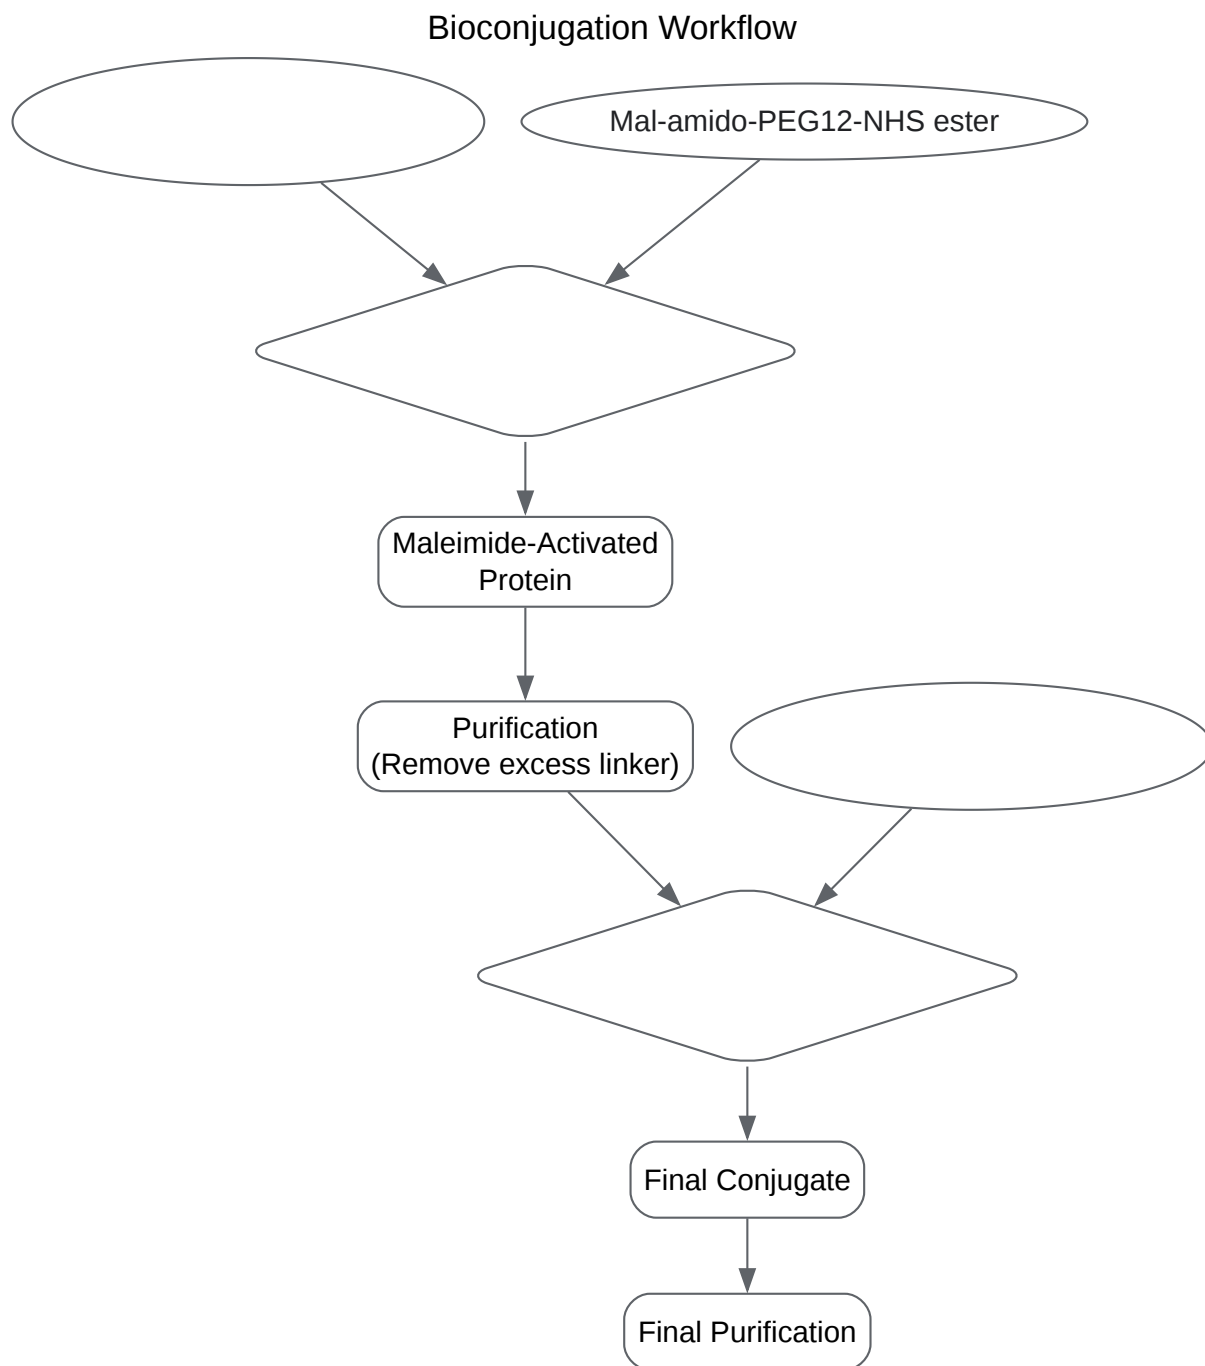 Bioconjugation Workflow
Mal-amido-PEG12-NHS ester
Maleimide-Activated
Protein
Purification
(Remove excess linker)
Final Conjugate
Final Purification